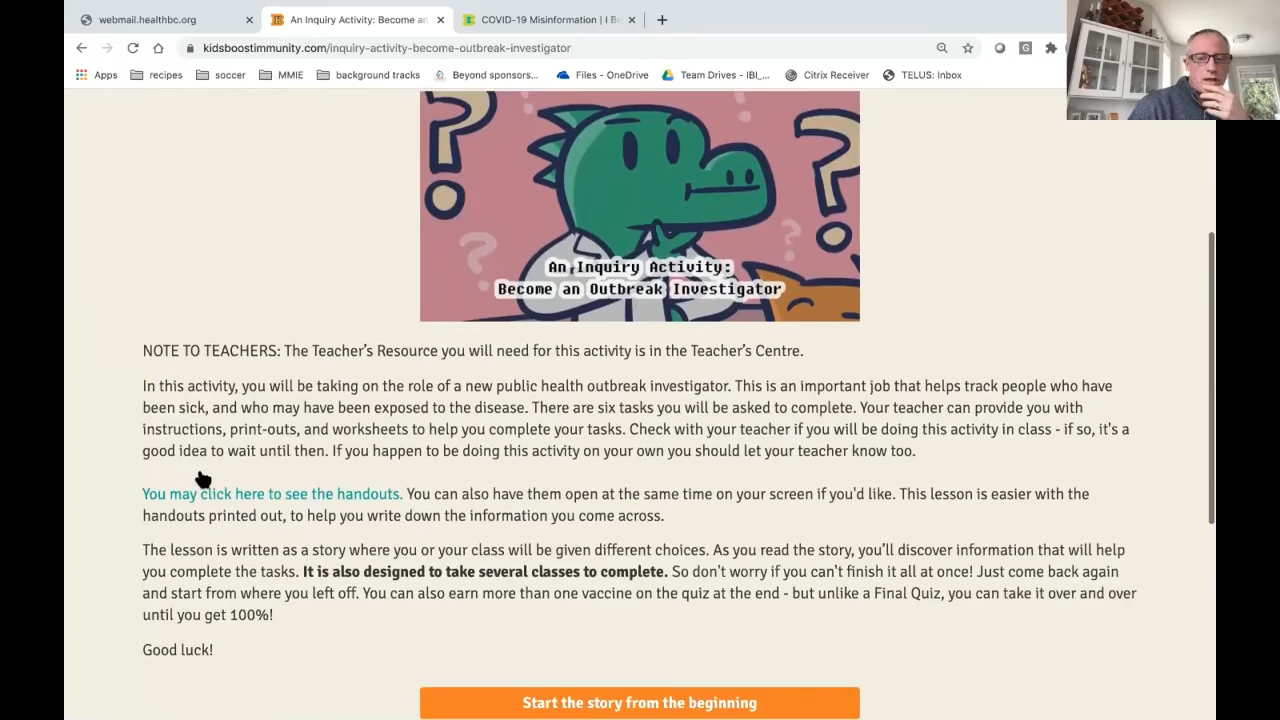 webmail.healthbc.org
An Inquiry Activity: Become an
COVID-19 Misinformation | I B
kidsboostimmunity.com/inquiry-activity-become-outbreak-investigator
Apps recipes soccer MMIE background tracks Beyond sponsors... Files - OneDrive Team Drives - IBI_... Citrix Receiver TELUS: Inbox
An Inquiry Activity:
Become an Outbreak Investigator
NOTE TO TEACHERS: The Teacher's Resource you will need for this activity is in the Teacher's Centre.
In this activity, you will be taking on the role of a new public health outbreak investigator. This is an important job that helps track people who have
been sick, and who may have been exposed to the disease. There are six tasks you will be asked to complete. Your teacher can provide you with
instructions, print-outs, and worksheets to help you complete your tasks. Check with your teacher if you will be doing this activity in class - if so, it's a
good idea to wait until then. If you happen to be doing this activity on your own you should let your teacher know too.
You may click here to see the handouts. You can also have them open at the same time on your screen if you'd like. This lesson is easier with the
handouts printed out, to help you write down the information you come across.
The lesson is written as a story where you or your class will be given different choices. As you read the story, you'll discover information that will help
you complete the tasks. It is also designed to take several classes to complete. So don't worry if you can't finish it all at once! Just come back again
and start from where you left off. You can also earn more than one vaccine on the quiz at the end - but unlike a Final Quiz, you can take it over and over
until you get 100%!
Good luck!
Start the story from the beginning